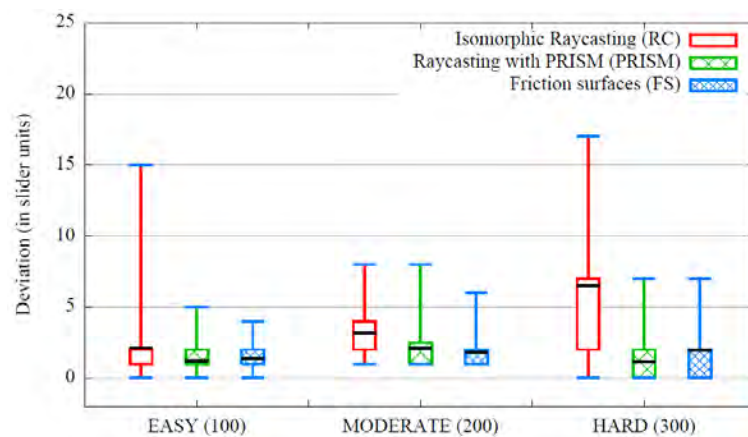 25
20
15
10
5
0
Deviation (in slider units)
Isomorphic Raycasting (RC)
Raycasting with PRISM (PRISM)
Friction surfaces (FS)
EASY (100)
MODERATE (200)
HARD (300)